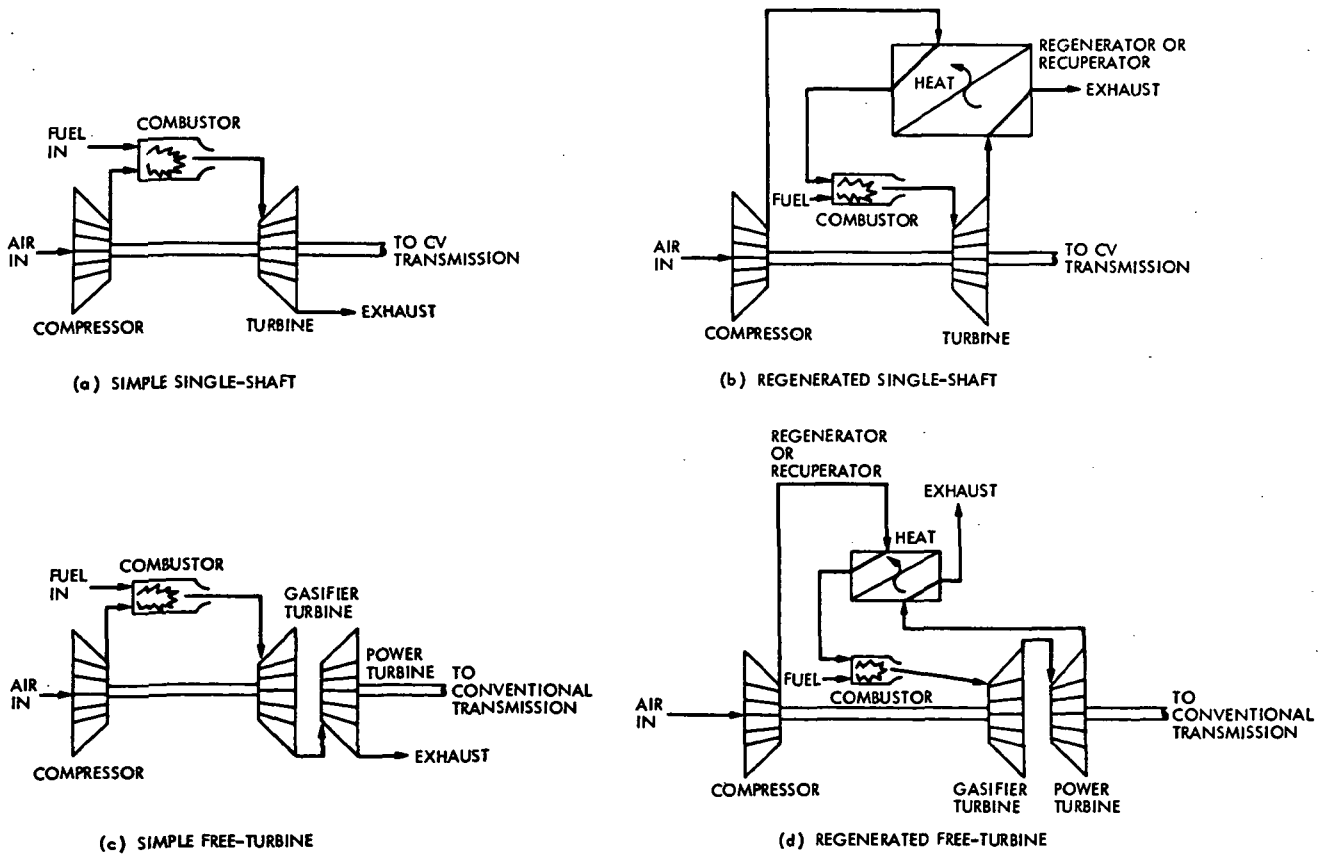 FUEL
IN
COMBUSTOR
AIR
IN
COMPRESSOR
TURBINE
TO CV
TRANSMISSION
EXHAUST
(a) SIMPLE SINGLE-SHAFT
REGENERATOR OR
RECUPERATOR
HEAT
EXHAUST
FUEL
COMBUSTOR
AIR
IN
COMPRESSOR
TURBINE
TO CV
TRANSMISSION
(b) REGENERATED SINGLE-SHAFT
FUEL
IN
COMBUSTOR
GASIFIER
TURBINE
POWER
TURBINE
TO
CONVENTIONAL
TRANSMISSION
AIR
IN
COMPRESSOR
EXHAUST
(c) SIMPLE FREE-TURBINE
REGENERATOR
OR
RECUPERATOR
EXHAUST
HEAT
FUEL
COMBUSTOR
AIR
IN
COMPRESSOR
GASIFIER
TURBINE
POWER
TURBINE
TO
CONVENTIONAL
TRANSMISSION
(d) REGENERATED FREE-TURBINE